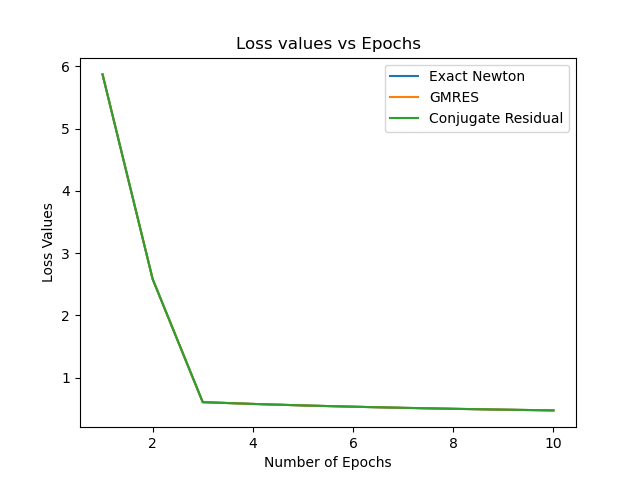 Loss values vs Epochs
Exact Newton
GMRES
Conjugate Residual
6
5
4
3
2
1
Loss Values
2
4
6
8
10
Number of Epochs